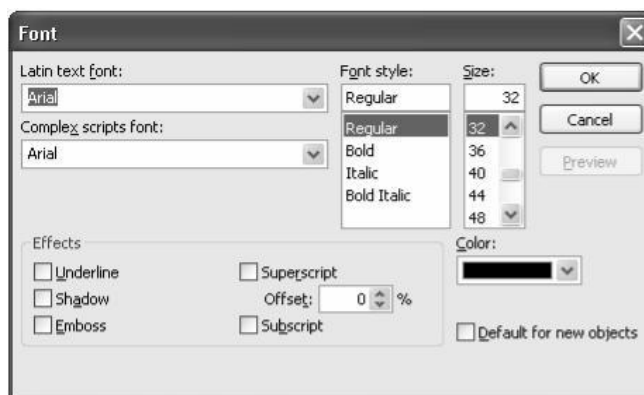 Font
Latin text font:
Arial
Complex scripts font:
Arial
Font style:
Regular
Regular
Bold
Italic
Bold Italic
Size:
32
32
36
40
44
48
OK
Cancel
Preview
Effects
Underline
Shadow
Emboss
Superscript
Offset: 0 %
Subscript
Color:
Default for new objects